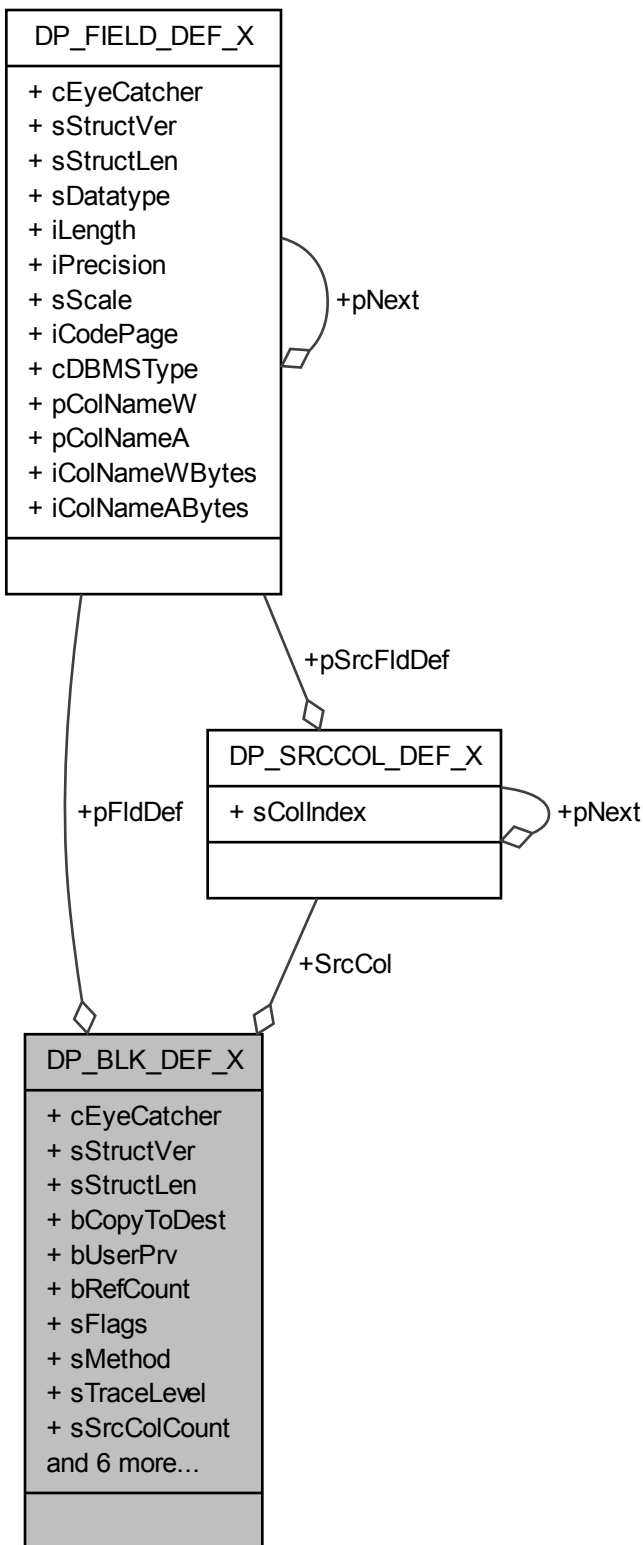 DP_FIELD_DEF_X
+ cEyeCatcher
+ sStructVer
+ sStructLen
+ sDatatype
+ iLength
+ iPrecision
+ sScale
+ iCodePage
+ cDBMSType
+ pColNameW
+ pColNameA
+ iColNameWBytes
+ iColNameABytes
+pNext
+pSrcFldDef
+pFldDef
DP_SRCCOL_DEF_X
+ sColIndex
+pNext
+SrcCol
DP_BLK_DEF_X
+ cEyeCatcher
+ sStructVer
+ sStructLen
+ bCopyToDest
+ bUserPrv
+ bRefCount
+ sFlags
+ sMethod
+ sTraceLevel
+ sSrcColCount
and 6 more...